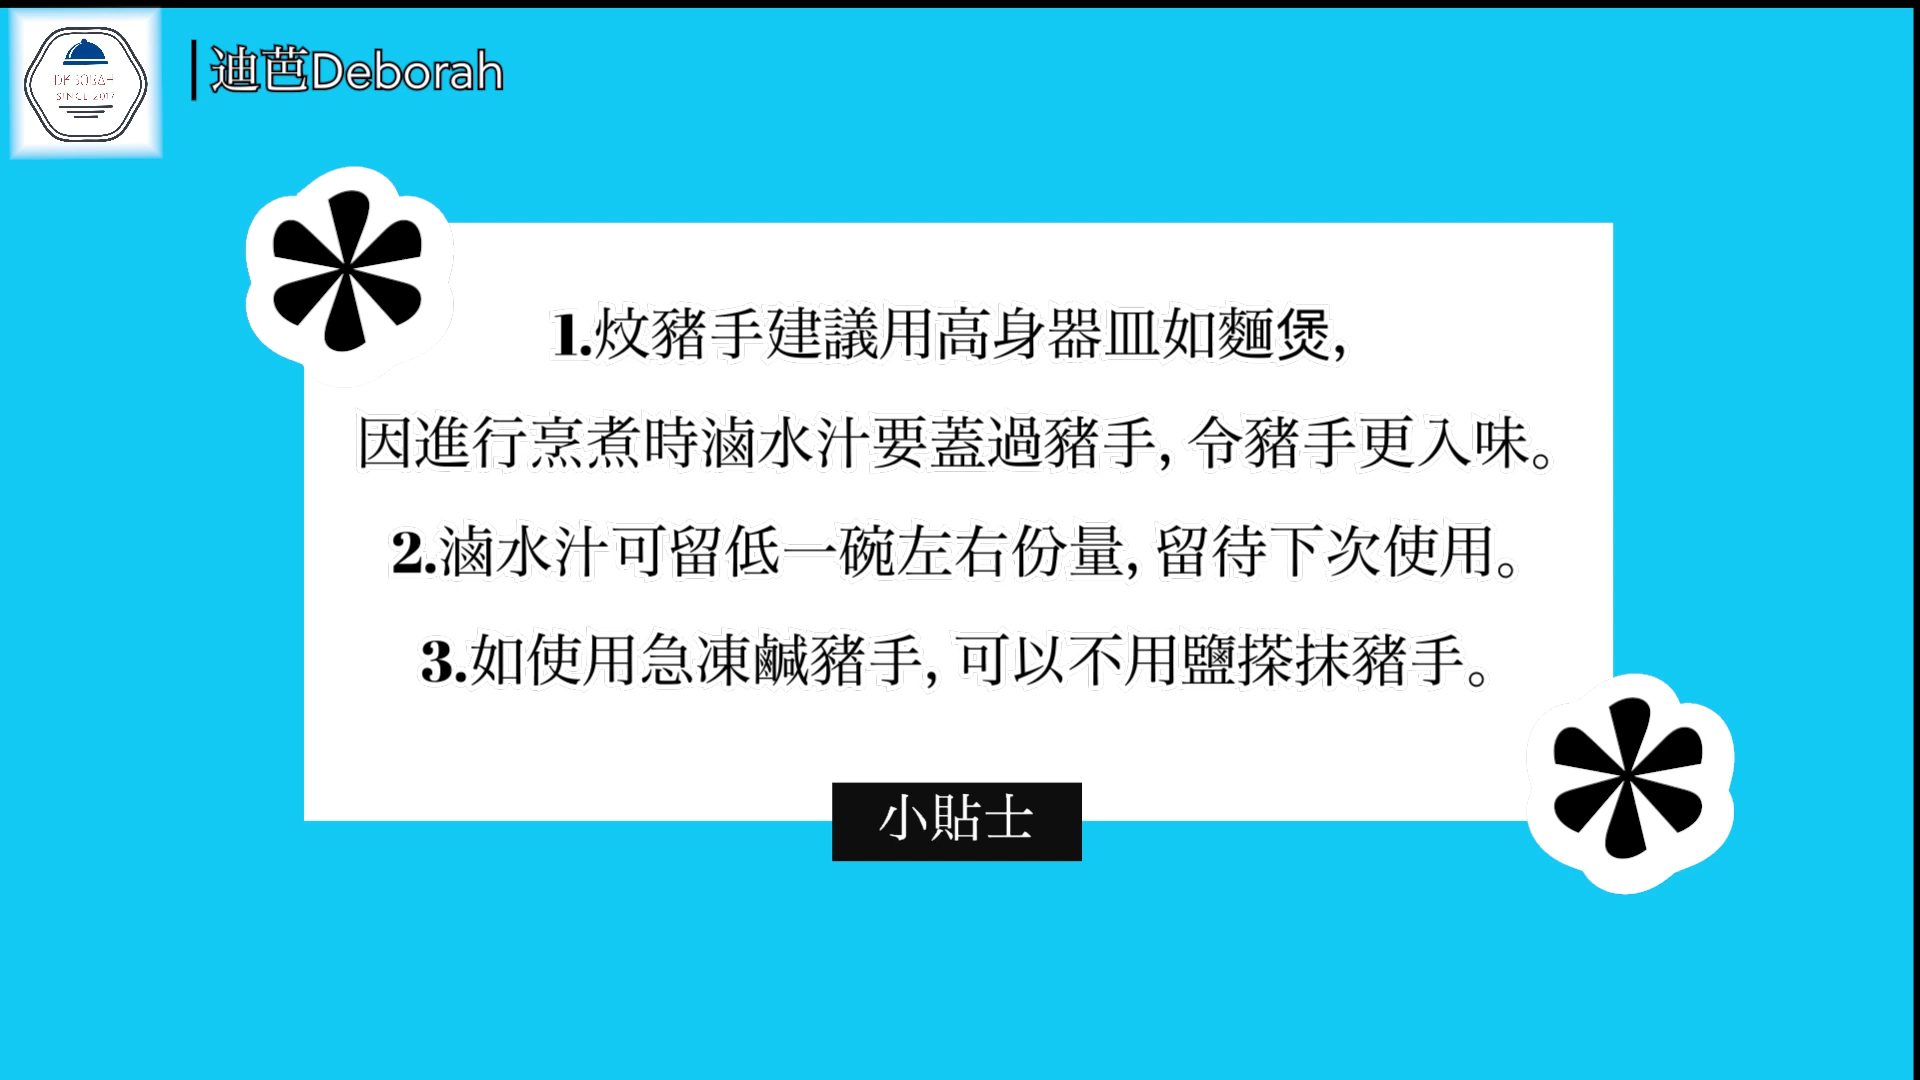 DEBORAH
SINCE 2017
迪芭Deborah
1.炆豬手建議用高身器皿如麵煲,
因進行烹煮時滷水汁要蓋過豬手, 令豬手更入味。
2.滷水汁可留低一碗左右份量, 留待下次使用。
3.如使用急凍鹹豬手, 可以不用鹽搽抹豬手。
小貼士